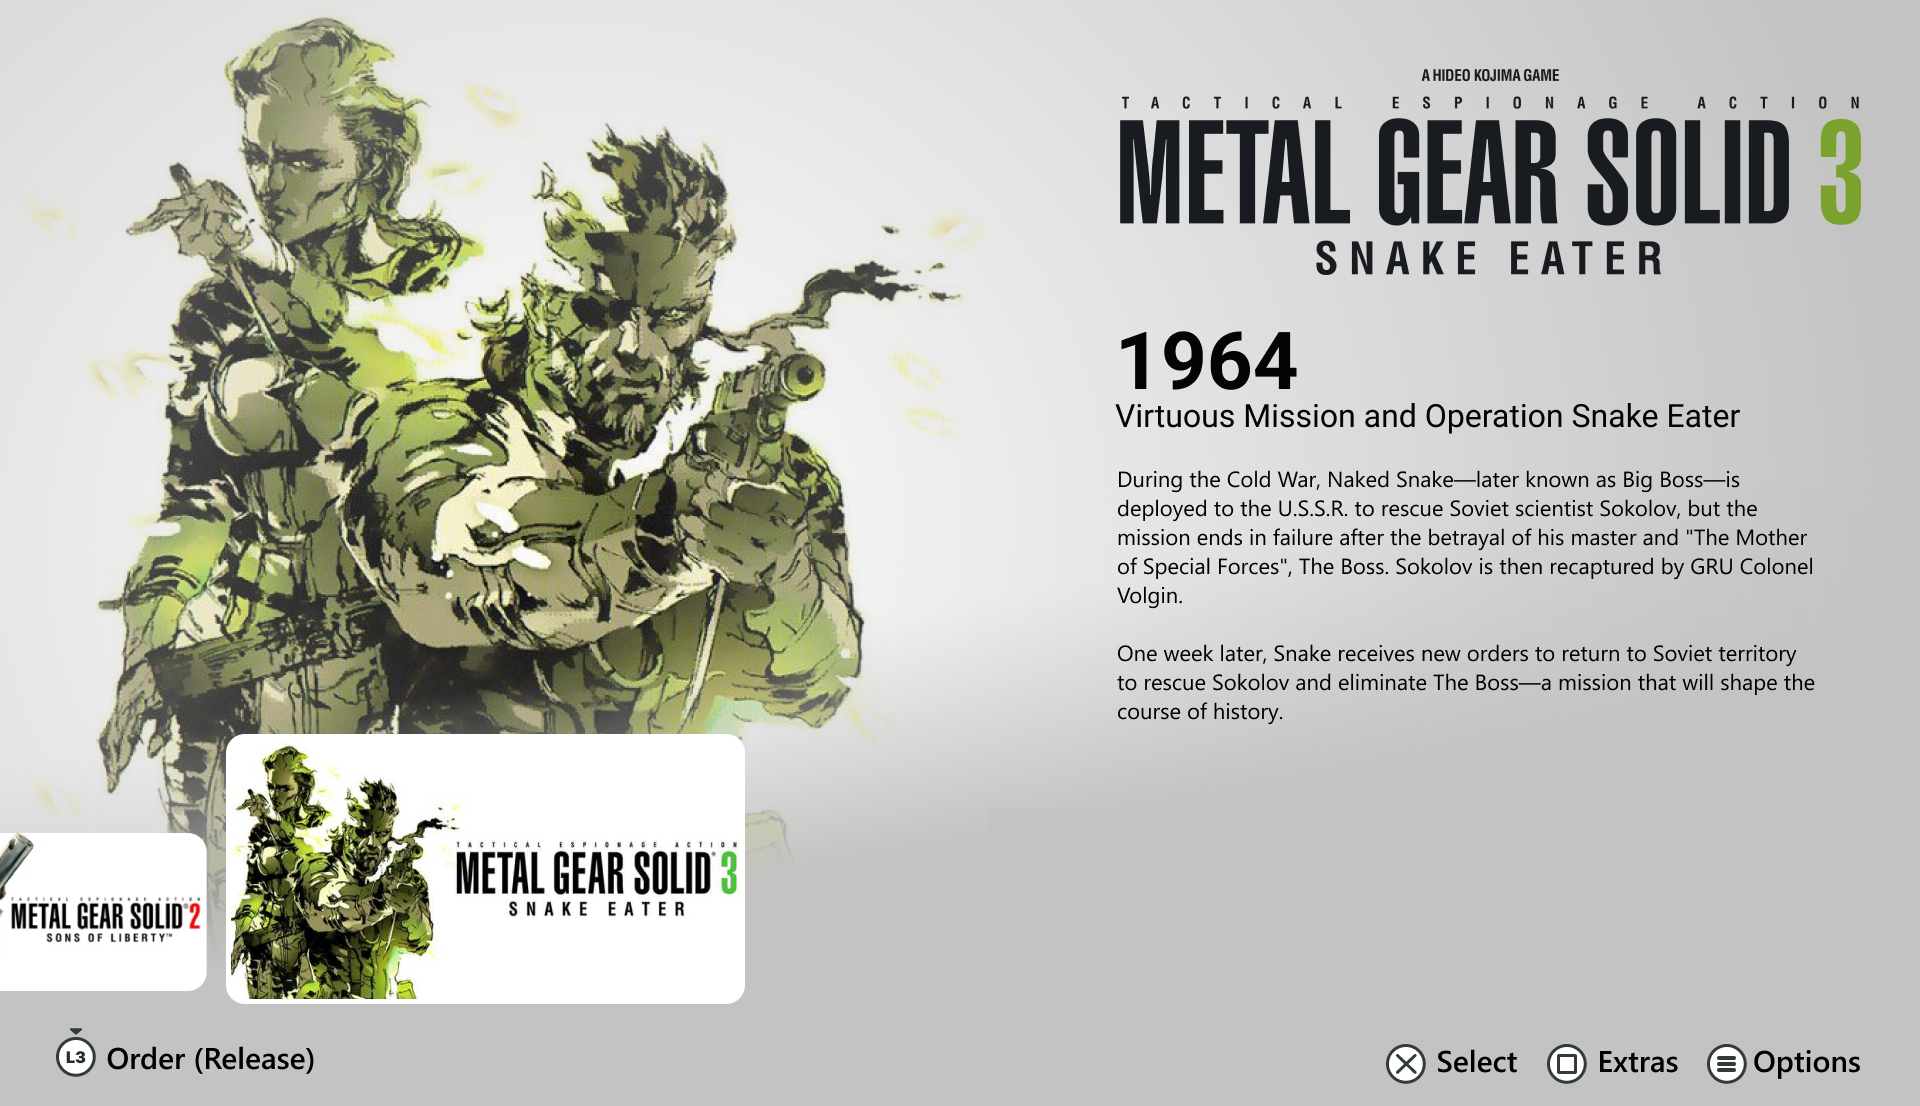 A HIDEO KOJIMA GAME
TACTICAL ESPIONAGE ACTION
METAL GEAR SOLID 3
SNAKE EATER
1964
Virtuous Mission and Operation Snake Eater
During the Cold War, Naked Snake—later known as Big Boss—is
deployed to the U.S.S.R. to rescue Soviet scientist Sokolov, but the
mission ends in failure after the betrayal of his master and "The Mother
of Special Forces", The Boss. Sokolov is then recaptured by GRU Colonel
Volgin.
One week later, Snake receives new orders to return to Soviet territory
to rescue Sokolov and eliminate The Boss—a mission that will shape the
course of history.
TACTICAL ESPIONAGE ACTION
METAL GEAR SOLID® 2
SONS OF LIBERTY™
TACTICAL ESPIONAGE ACTION
METAL GEAR SOLID® 3
SNAKE EATER
L3 Order (Release)
Select
Extras
Options